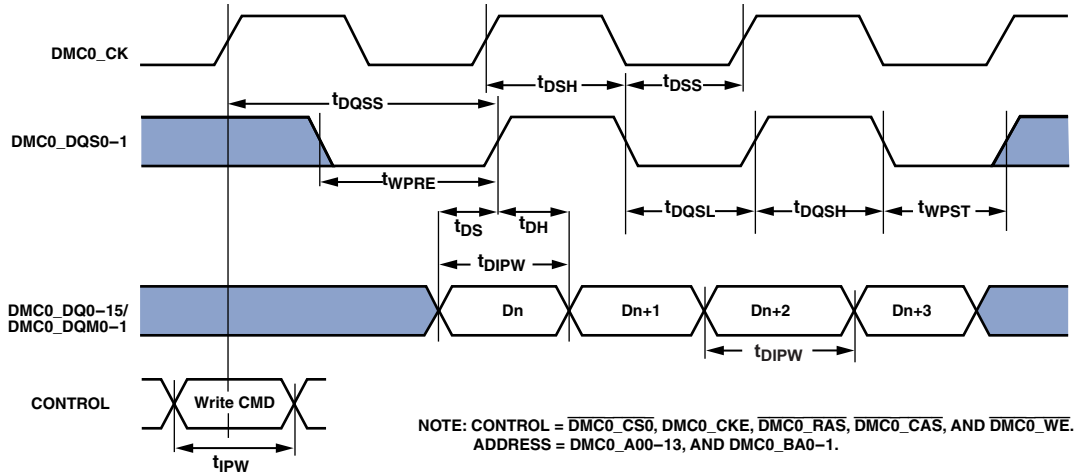 DMC0_CK
tDSH
tDSS
tDQSS
DMC0_DQS0–1
tWPRE
tDQSL
tDQSH
tWPST
tDS
tDH
tDIPW
DMC0_DQ0–15/
DMC0_DQM0–1
Dn
Dn+1
Dn+2
Dn+3
tDIPW
CONTROL
Write CMD
tIPW
NOTE: CONTROL = DMC0_CS0, DMC0_CKE, DMC0_RAS, DMC0_CAS, AND DMC0_WE.
ADDRESS = DMC0_A00–13, AND DMC0_BA0–1.